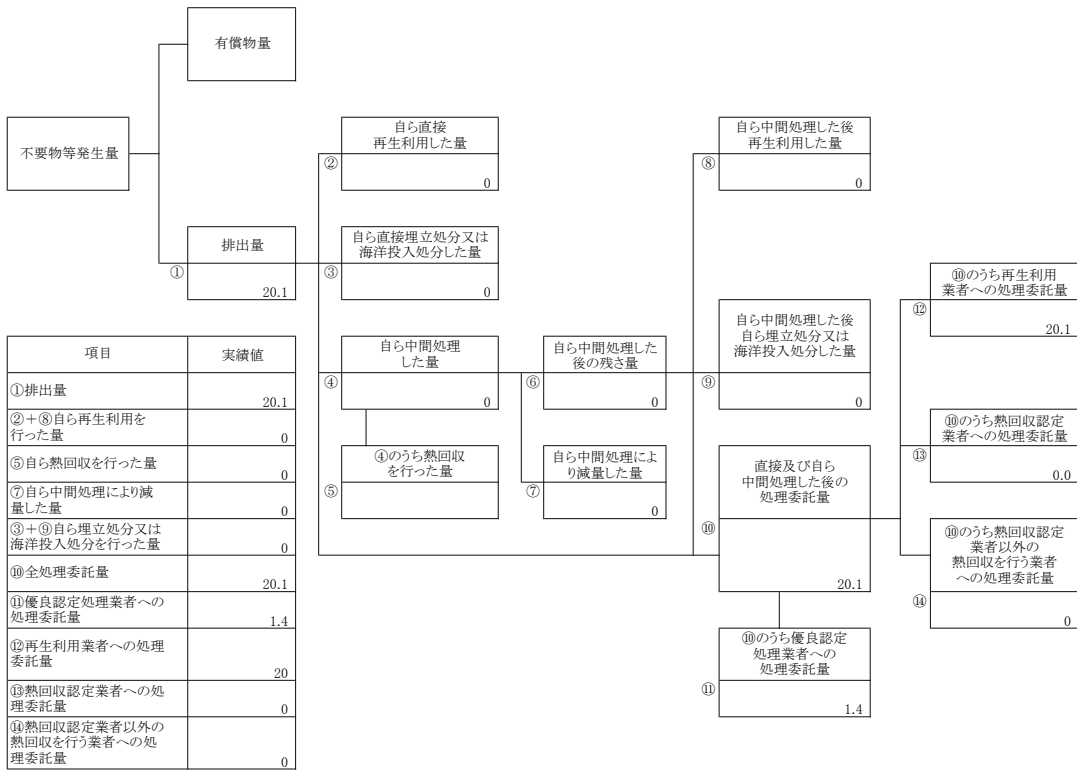 有償物量
不要物等発生量
自ら直接
再生利用した量
②
0
自ら中間処理した後
再生利用した量
⑧
0
排出量
①
20.1
自ら直接埋立処分又は
海洋投入処分した量
③
0
⑩のうち再生利用
業者への処理委託量
⑫
20.1
自ら中間処理
した量
④
0
自ら中間処理した
後の残さ量
⑥
0
自ら中間処理した後
自ら埋立処分又は
海洋投入処分した量
⑨
0
④のうち熱回収
を行った量
⑤
自ら中間処理によ
り減量した量
⑦
0
直接及び自ら
中間処理した後の
処理委託量
⑩
20.1
⑩のうち熱回収認定
業者への処理委託量
⑬
0.0
⑩のうち熱回収認定
業者以外の
熱回収を行う業者
への処理委託量
⑭
0
⑩のうち優良認定
処理業者への
処理委託量
⑪
1.4
項目 実績値
①排出量 20.1
②+⑧自ら再生利用を
行った量 0
⑤自ら熱回収を行った量 0
⑦自ら中間処理により減
量した量 0
③+⑨自ら埋立処分又は
海洋投入処分を行った量 0
⑩全処理委託量 20.1
⑪優良認定処理業者への
処理委託量 1.4
⑫再生利用業者への処理
委託量 20
⑬熱回収認定業者への処
理委託量 0
⑭熱回収認定業者以外の
熱回収を行う業者への処
理委託量 0